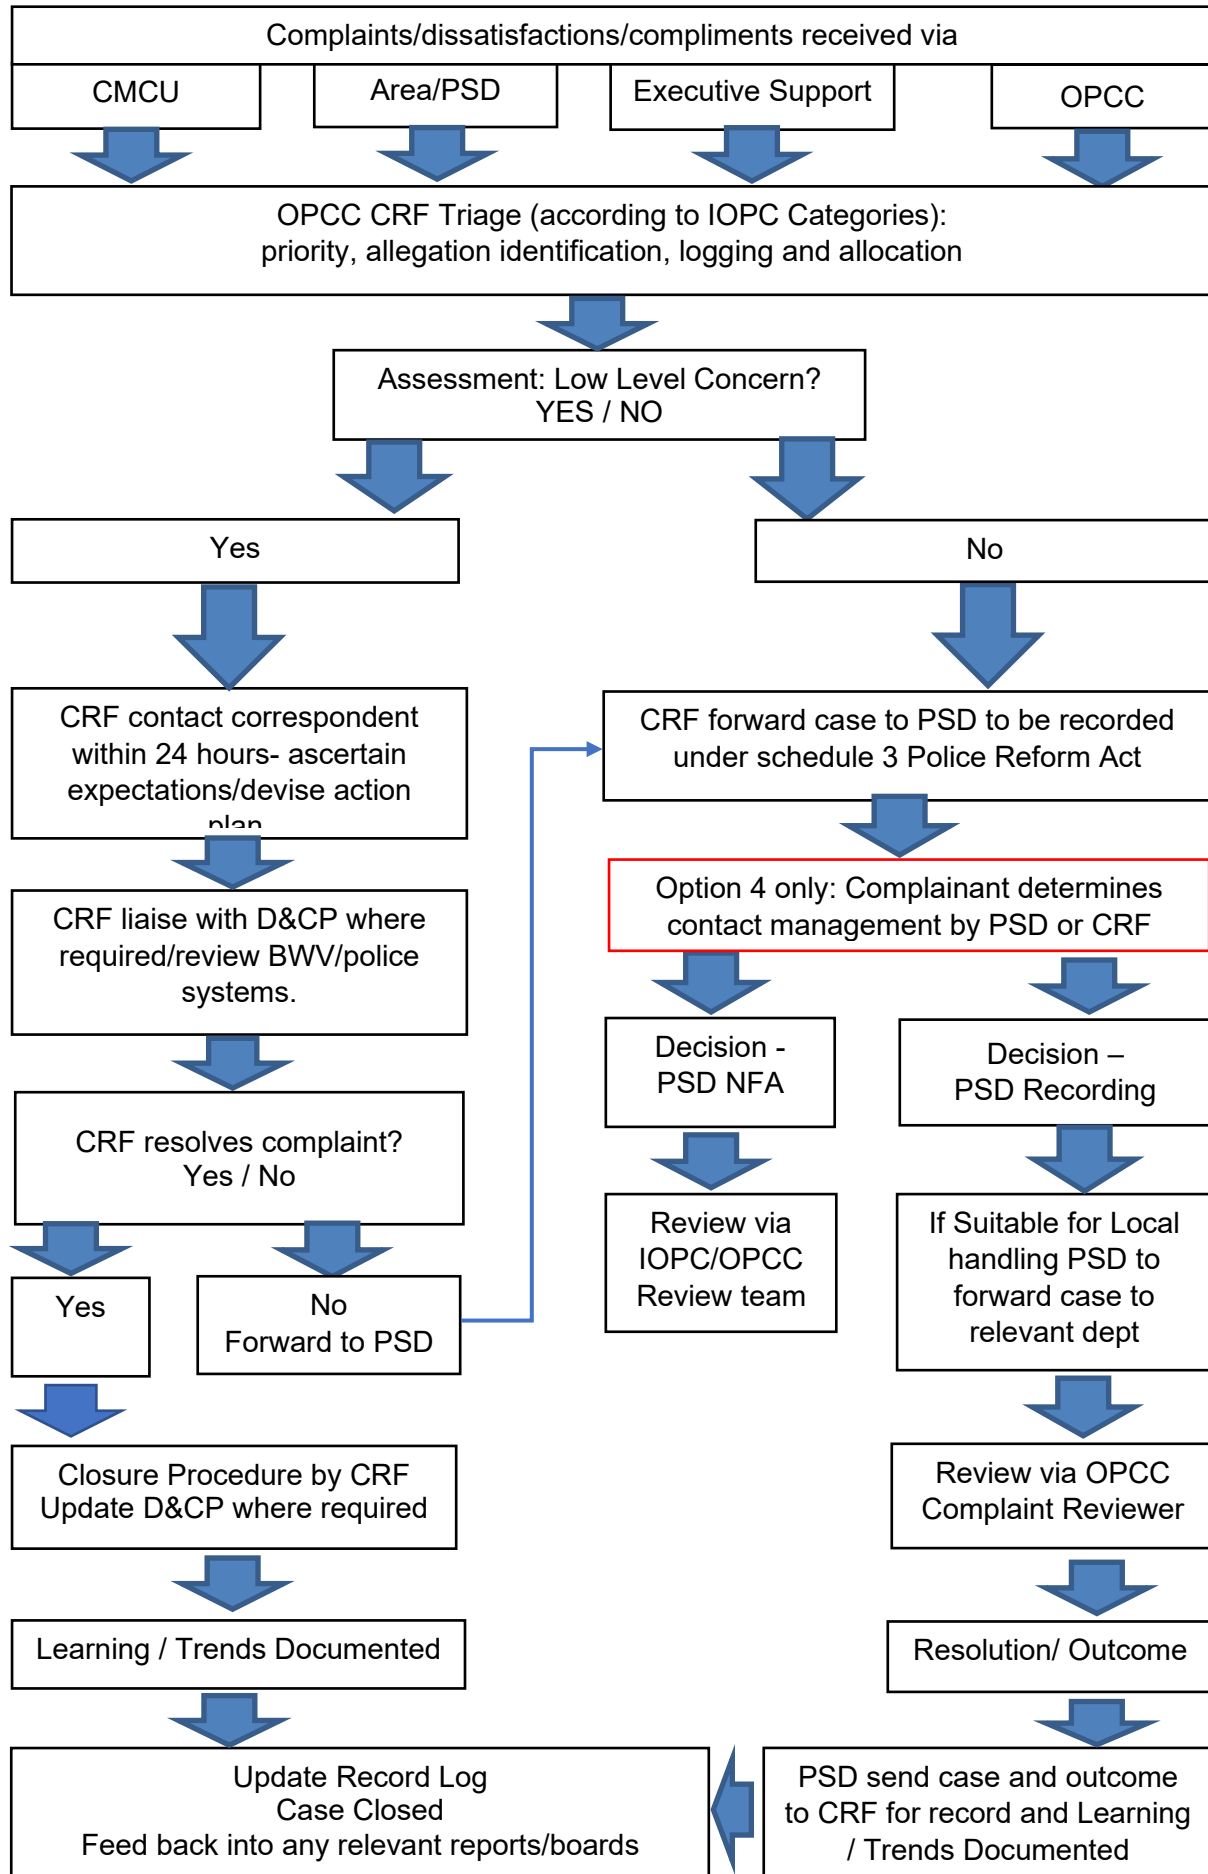 Complaints/dissatisfactions/compliments received via
CMCU
Area/PSD
Executive Support
OPCC
OPCC CRF Triage (according to IOPC Categories):
priority, allegation identification, logging and allocation
Assessment: Low Level Concern?
YES / NO
Yes
No
CRF contact correspondent
within 24 hours- ascertain
expectations/devise action
plan
CRF forward case to PSD to be recorded
under schedule 3 Police Reform Act
Option 4 only: Complainant determines
contact management by PSD or CRF
CRF liaise with D&CP where
required/review BWV/police
systems.
Decision -
PSD NFA
Decision –
PSD Recording
CRF resolves complaint?
Yes / No
Review via
IOPC/OPCC
Review team
If Suitable for Local
handling PSD to
forward case to
relevant dept
Yes
No
Forward to PSD
Closure Procedure by CRF
Update D&CP where required
Review via OPCC
Complaint Reviewer
Learning / Trends Documented
Resolution/ Outcome
Update Record Log
Case Closed
Feed back into any relevant reports/boards
PSD send case and outcome
to CRF for record and Learning
/ Trends Documented